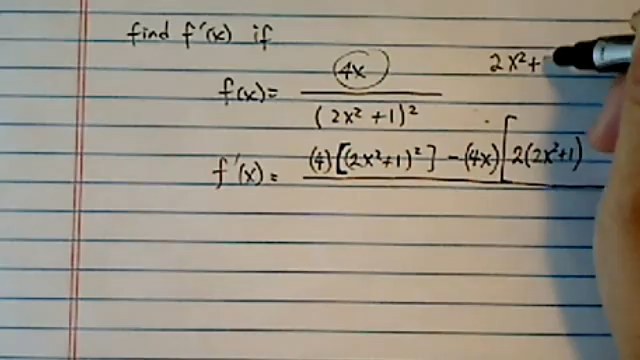 find f'(x) if
4x
2x²+
f(x)=
(2x²+1)²
f'(x) = (4)[(2x²+1)²] - (4x)[2(2x²+1)